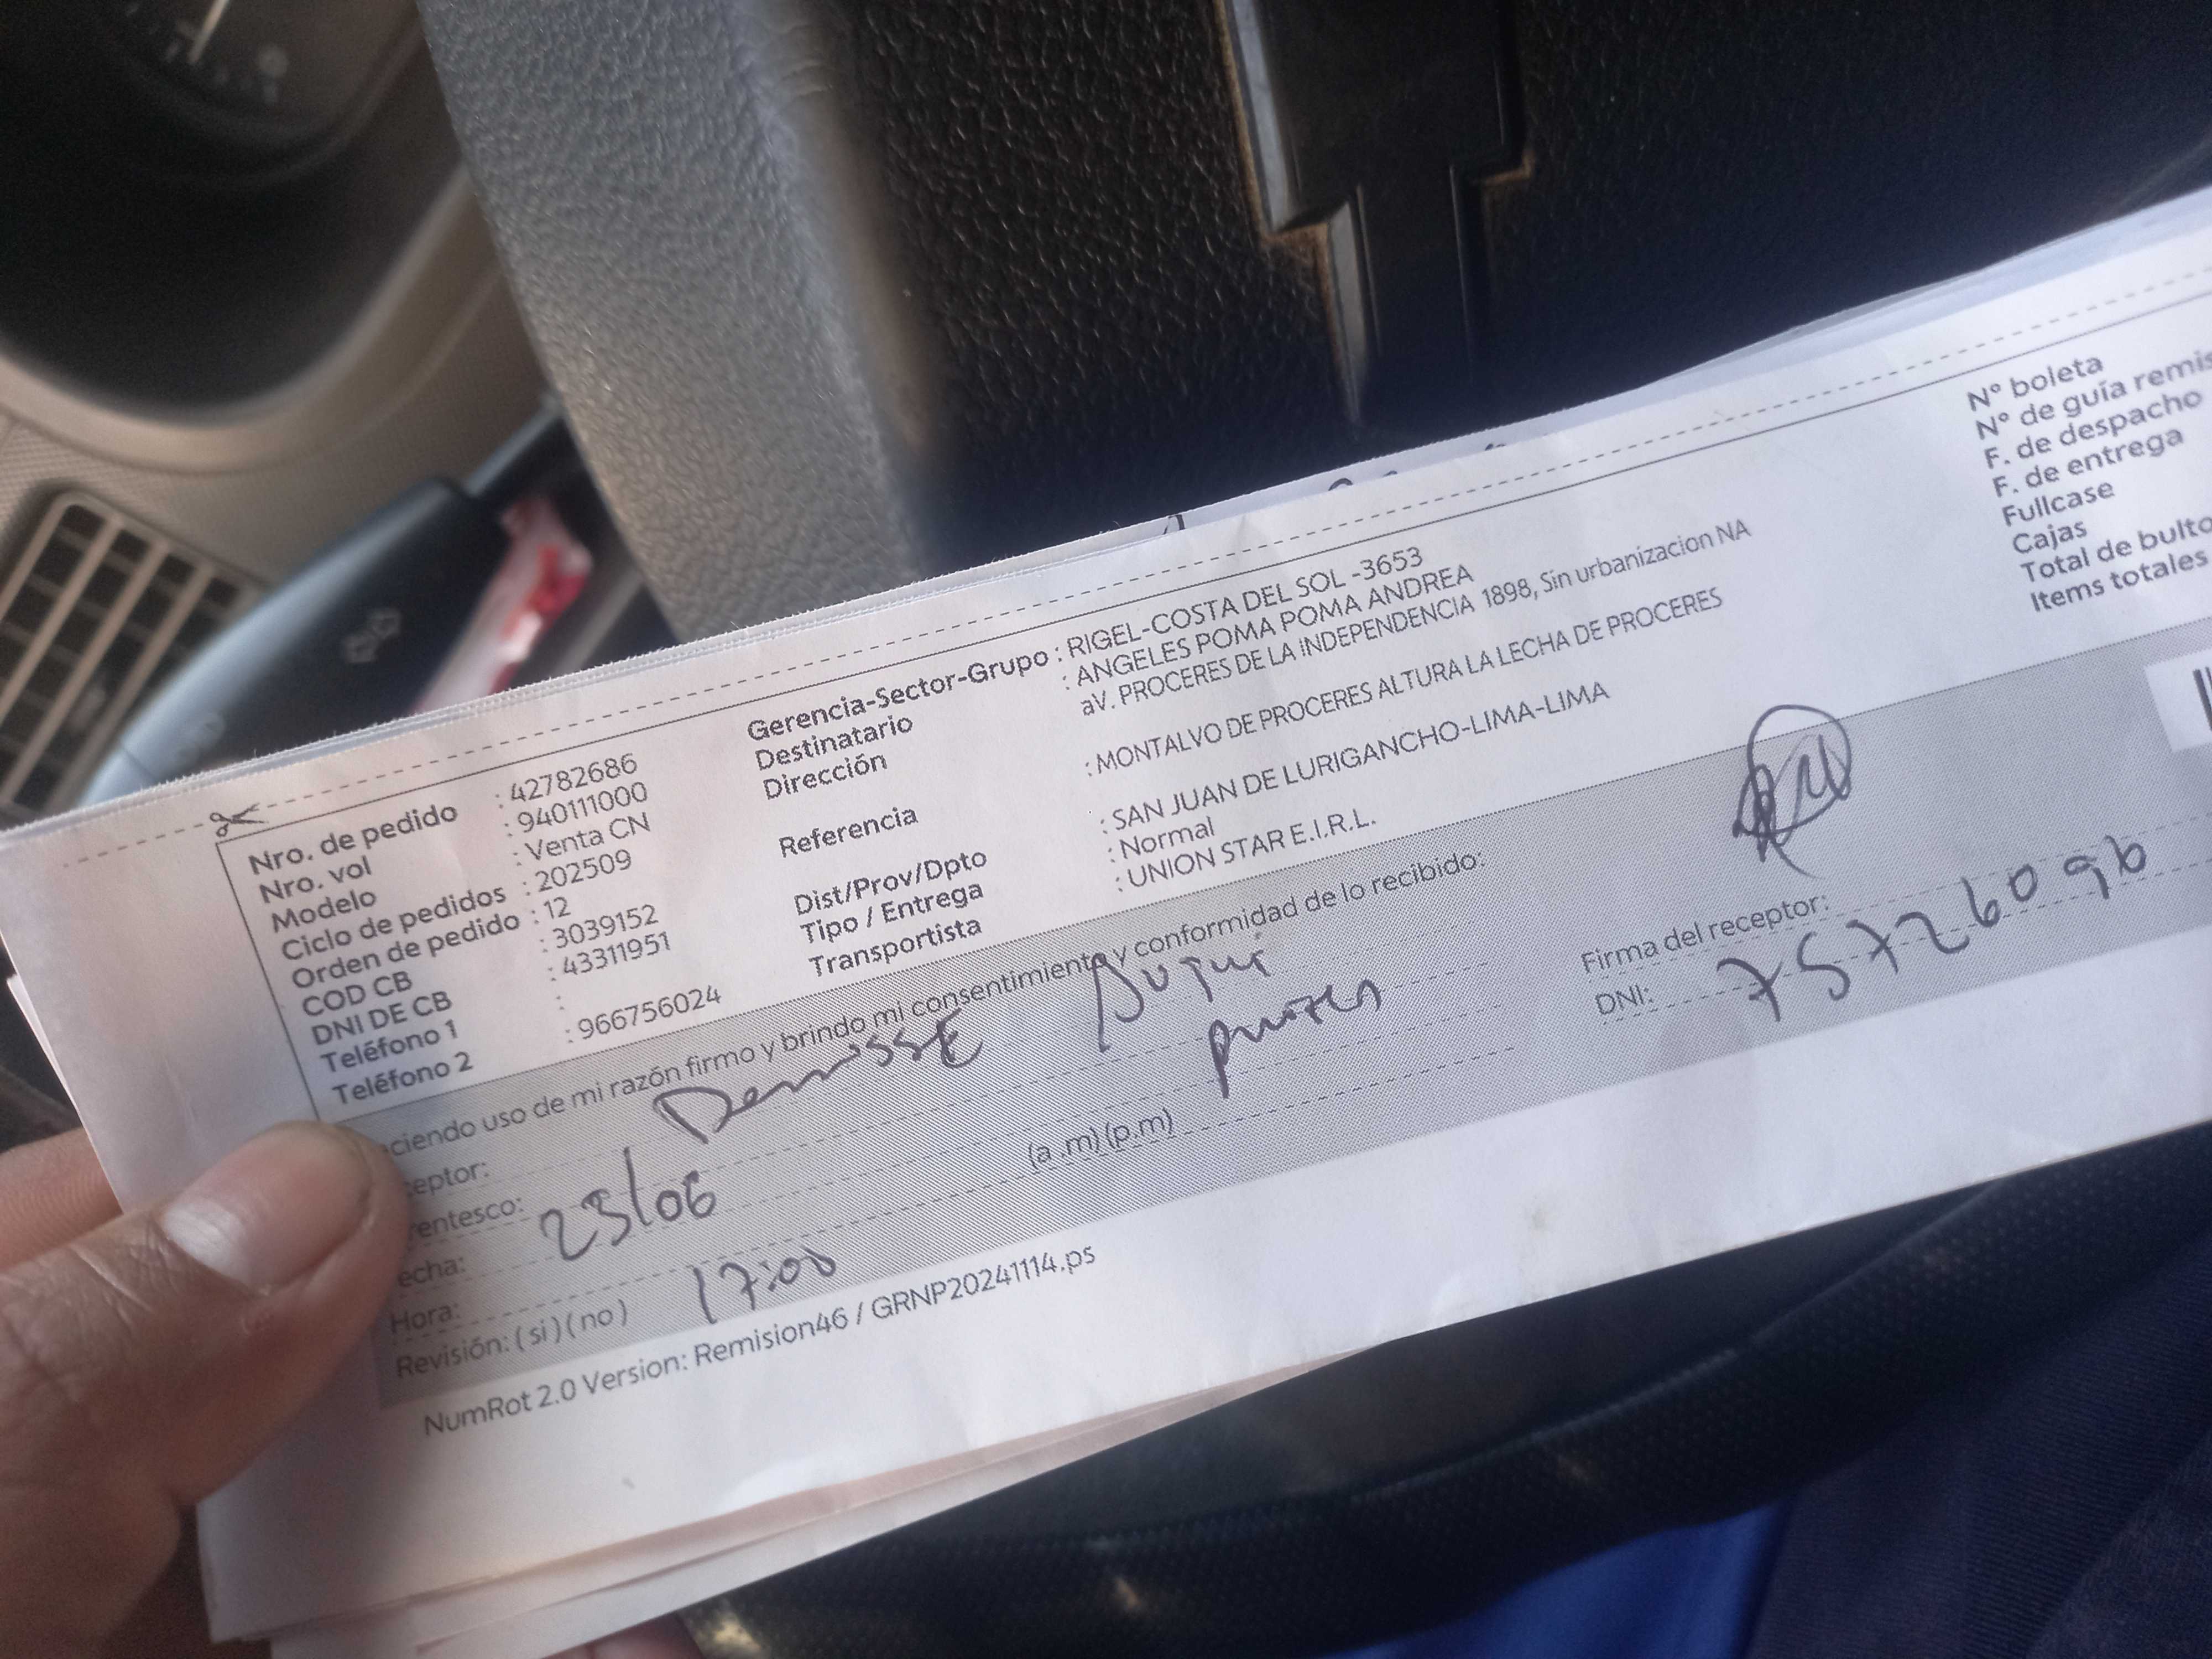 Nro. de pedido : 42782686
Nro. vol : 940111000
Modelo : Venta CN
Ciclo de pedidos : 202509
Orden de pedido : 12
COD CB : 3039152
DNI DE CB : 43311951
Teléfono 1 :
Teléfono 2 : 966756024
Gerencia-Sector-Grupo : RIGEL-COSTA DEL SOL -3653
Destinatario : ANGELES POMA POMA ANDREA
Dirección aV. PROCERES DE LA INDEPENDENCIA 1898, Sin urbanizacion NA
Referencia : MONTALVO DE PROCERES ALTURA LA LECHA DE PROCERES
Dist/Prov/Dpto : SAN JUAN DE LURIGANCHO-LIMA-LIMA
Tipo / Entrega : Normal
Transportista : UNION STAR E.I.R.L.
N° boleta
N° de guía remis
F. de despacho
F. de entrega
Fullcase
Cajas
Total de bulto
Items totales
ciendo uso de mi razón firmo y brindo mi consentimiento y conformidad de lo recibido:
ceptor: Denisse
entesco:
echa: 23/06
Hora: 17:00 (a .m)(p.m)
Revisión: (si)(no)
Firma del receptor:
DNI: 75726096
NumRot 2.0 Version: Remision46 / GRNP20241114.ps